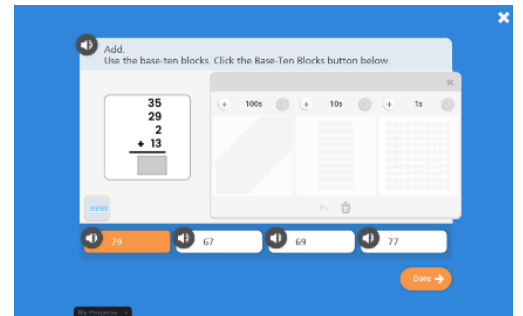 Add.
Use the base-ten blocks. Click the Base-Ten Blocks button below.
35
29
2
+ 13
+ 100s + 10s + 1s
79 67 69 77
Done
My Progress